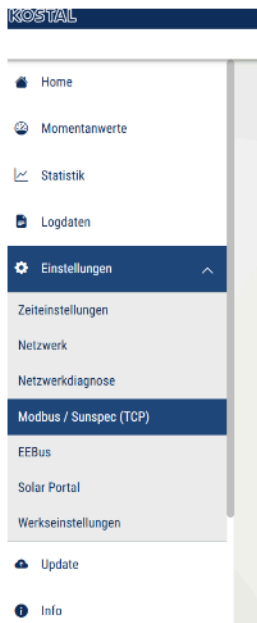 KOSTAL
Home
Momentanwerte
Statistik
Logdaten
Einstellungen
Zeiteinstellungen
Netzwerk
Netzwerkdiagnose
Modbus / Sunspec (TCP)
EEBus
Solar Portal
Werkseinstellungen
Update
Info